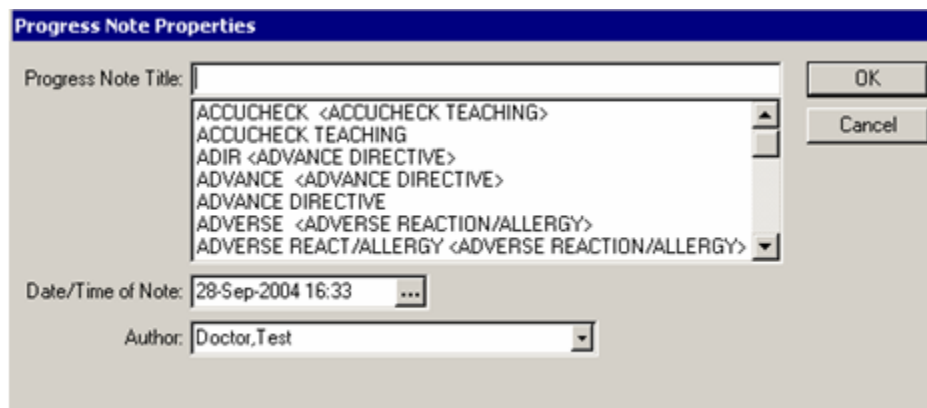 Progress Note Properties
Progress Note Title:
OK
ACCUCHECK <ACCUCHECK TEACHING>
Cancel
ACCUCHECK TEACHING
ADIR <ADVANCE DIRECTIVE>
ADVANCE <ADVANCE DIRECTIVE>
ADVANCE DIRECTIVE
ADVERSE <ADVERSE REACTION/ALLERGY>
ADVERSE REACT/ALLERGY <ADVERSE REACTION/ALLERGY>
Date/Time of Note: 28-Sep-2004 16:33 ...
Author: Doctor,Test